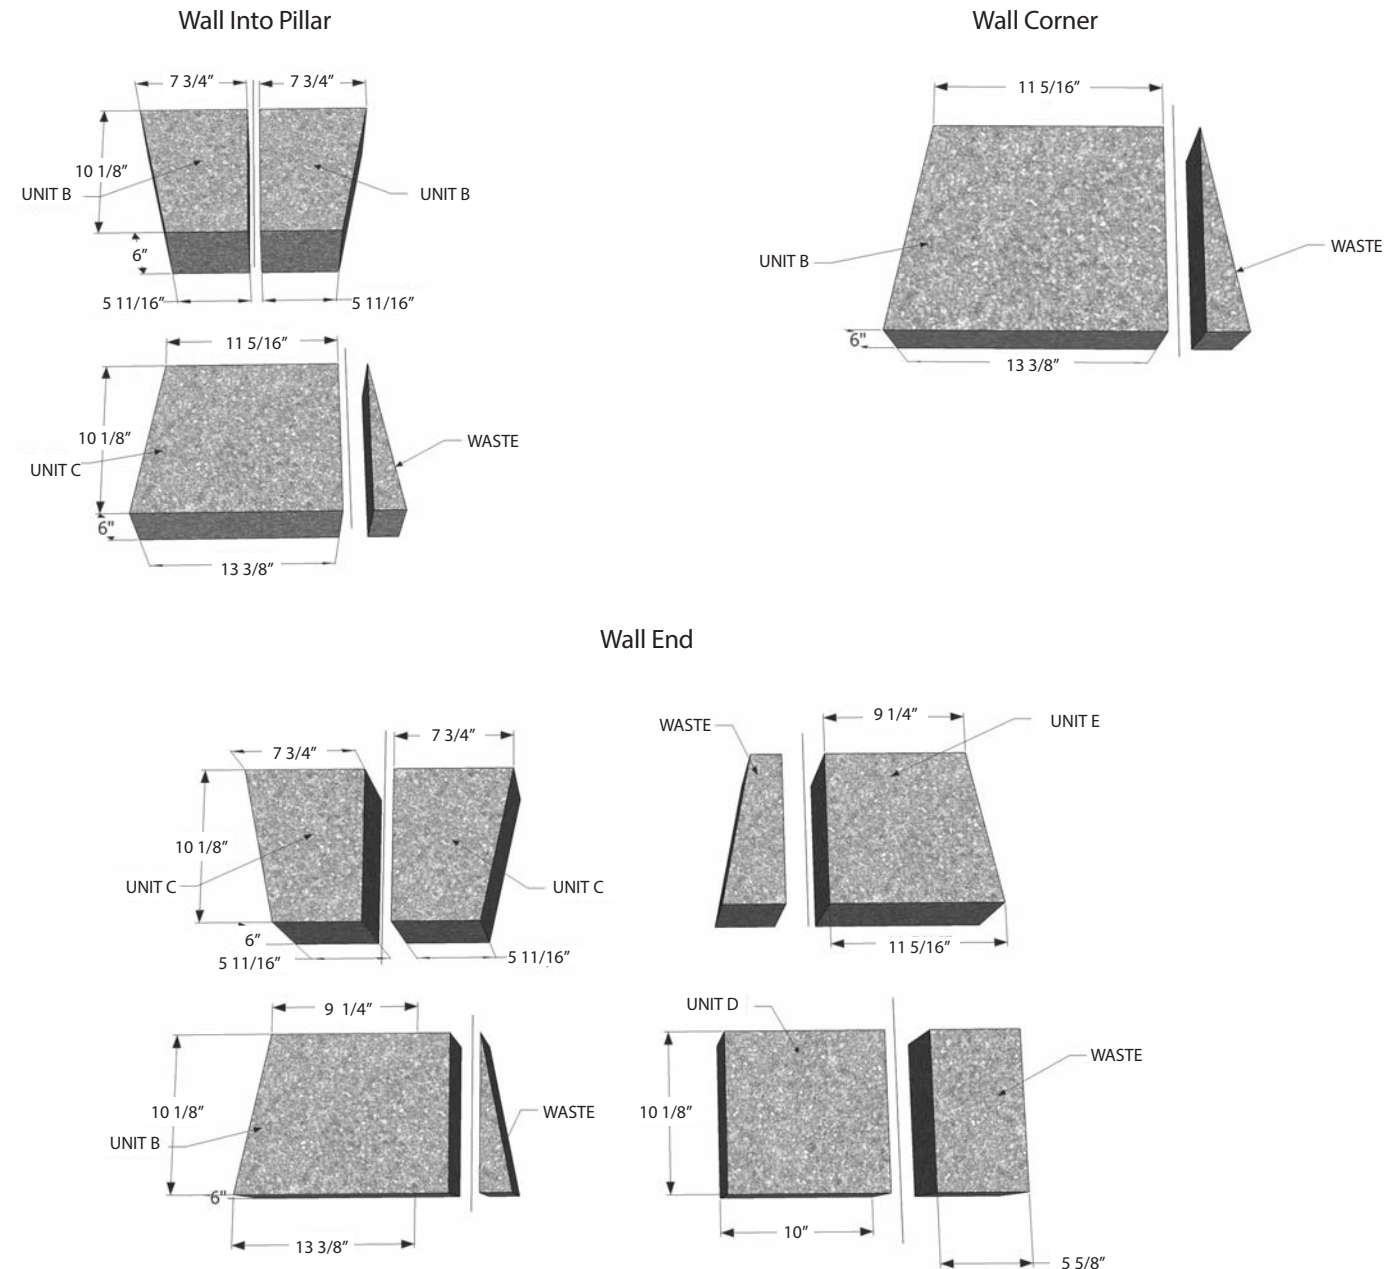 Wall Into Pillar
Wall Corner
7 3/4”
7 3/4”
10 1/8”
UNIT B
UNIT B
6”
5 11/16”
5 11/16”
11 5/16”
10 1/8”
UNIT C
WASTE
6"
13 3/8”
11 5/16”
UNIT B
WASTE
6"
13 3/8”
Wall End
7 3/4”
7 3/4”
10 1/8”
UNIT C
UNIT C
6”
5 11/16”
5 11/16”
WASTE
9 1/4”
UNIT E
11 5/16”
9 1/4”
10 1/8”
UNIT B
WASTE
6"
13 3/8”
UNIT D
WASTE
10 1/8”
10”
5 5/8”